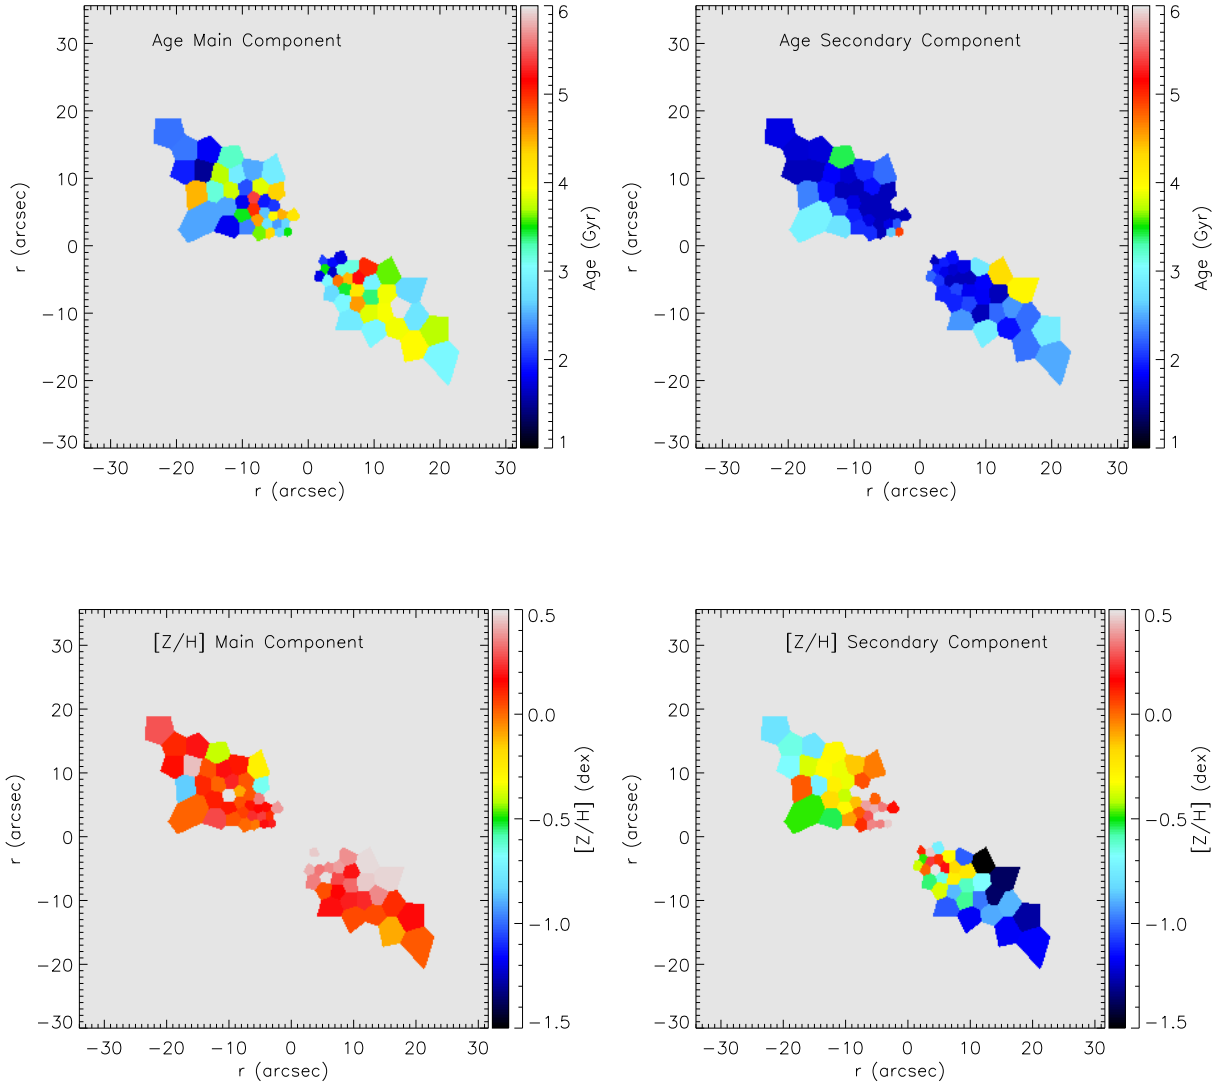 Age Main Component
30
20
10
0
−10
−20
−30
r (arcsec)
−30 −20 −10 0 10 20 30
r (arcsec)
6
5
4
3
2
1
Age (Gyr)
Age Secondary Component
30
20
10
0
−10
−20
−30
r (arcsec)
−30 −20 −10 0 10 20 30
r (arcsec)
6
5
4
3
2
1
Age (Gyr)
[Z/H] Main Component
30
20
10
0
−10
−20
−30
r (arcsec)
−30 −20 −10 0 10 20 30
r (arcsec)
0.5
0.0
−0.5
−1.0
−1.5
[Z/H] (dex)
[Z/H] Secondary Component
30
20
10
0
−10
−20
−30
r (arcsec)
−30 −20 −10 0 10 20 30
r (arcsec)
0.5
0.0
−0.5
−1.0
−1.5
[Z/H] (dex)